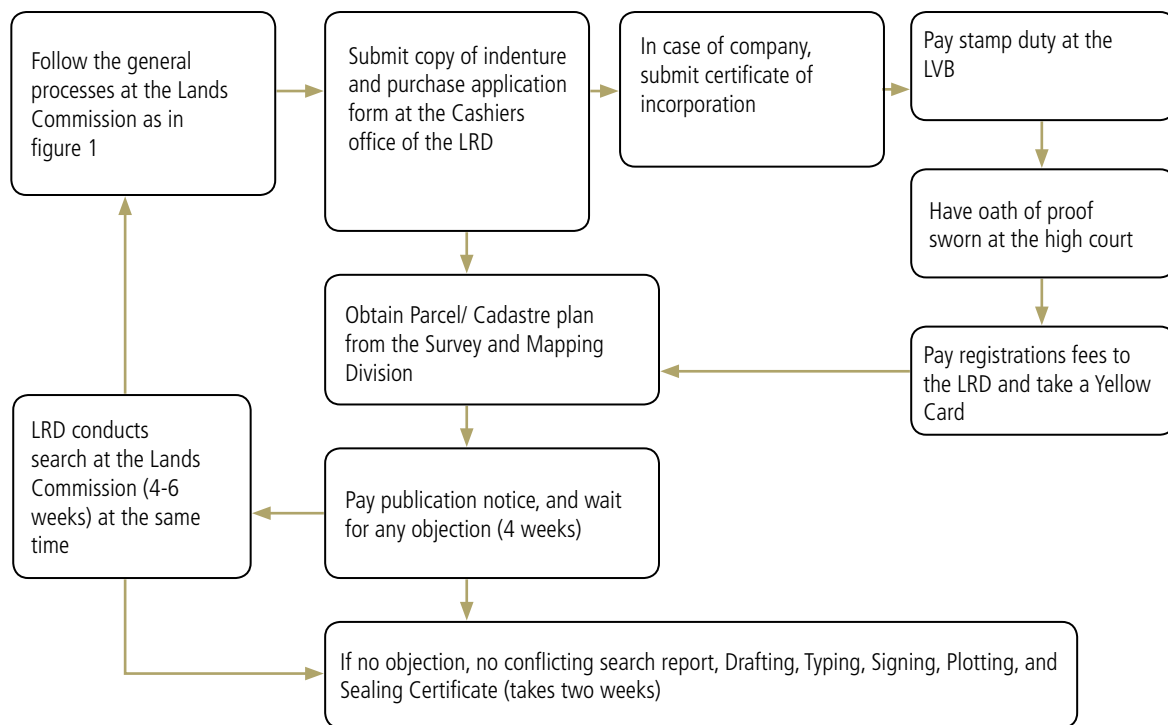 Follow the general
processes at the Lands
Commission as in
figure 1
Submit copy of indenture
and purchase application
form at the Cashiers
office of the LRD
In case of company,
submit certificate of
incorporation
Pay stamp duty at the
LVB
Have oath of proof
sworn at the high court
Pay registrations fees to
the LRD and take a Yellow
Card
Obtain Parcel/ Cadastre plan
from the Survey and Mapping
Division
Pay publication notice, and wait
for any objection (4 weeks)
LRD conducts
search at the Lands
Commission (4-6
weeks) at the same
time
If no objection, no conflicting search report, Drafting, Typing, Signing, Plotting, and
Sealing Certificate (takes two weeks)